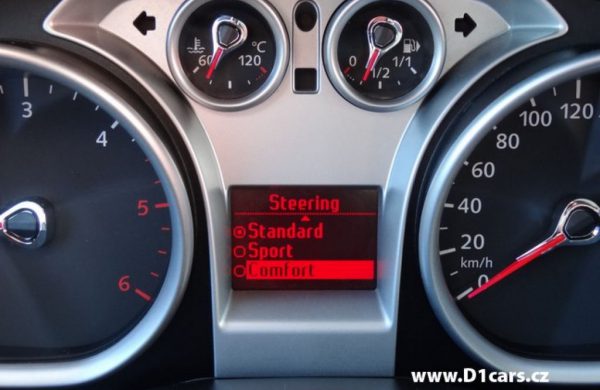 60 °C 120
0 1/2 1/1
3
4
5
6
Steering
Standard
Sport
Comfort
120
100
80
60
40
20
km/h
0
www.D1cars.cz